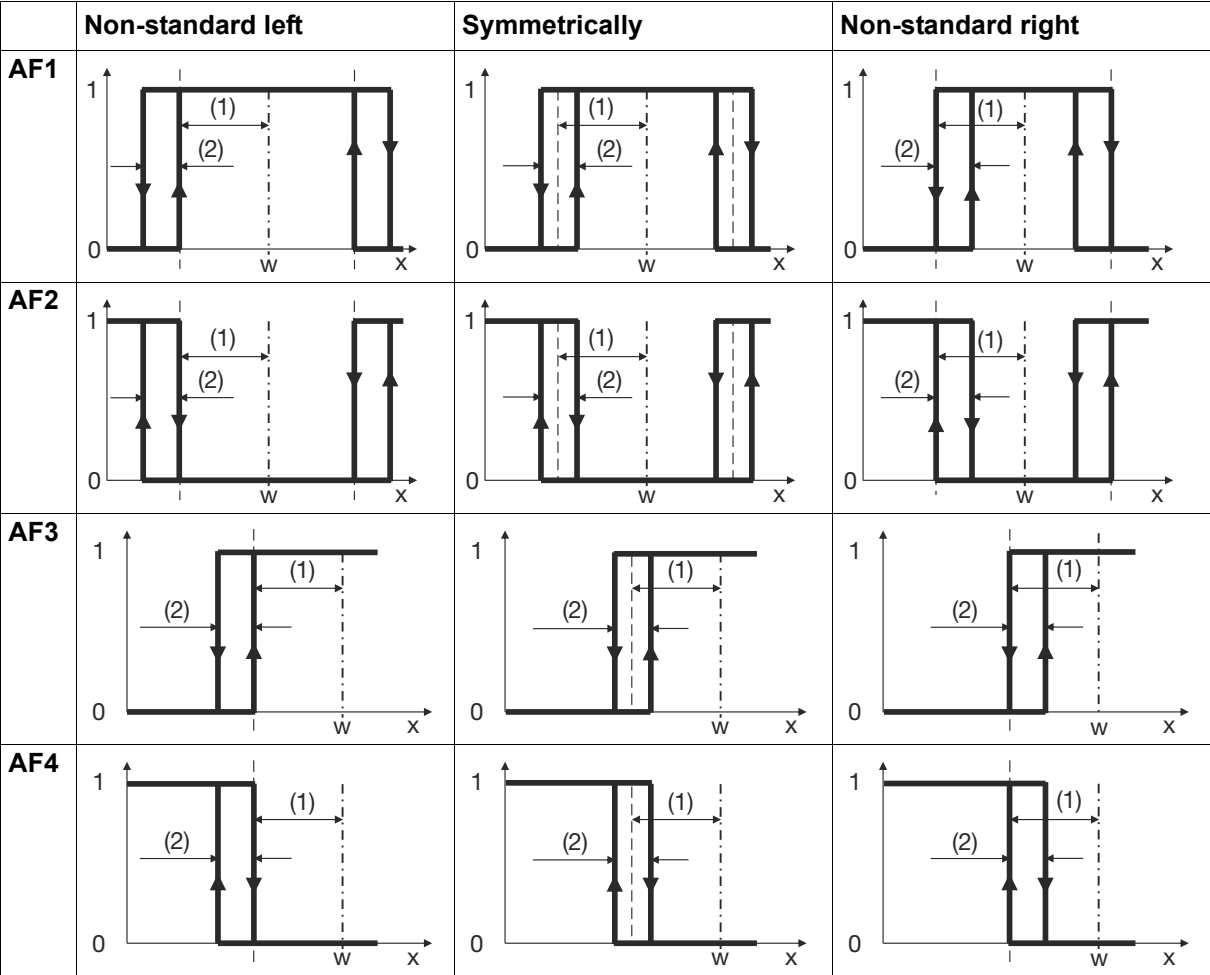 Non-standard left Symmetrically Non-standard right
AF1
1 (1) (2) 0 w x
1 (1) (2) 0 w x
1 (1) (2) 0 w x
AF2
1 (1) (2) 0 w x
1 (1) (2) 0 w x
1 (1) (2) 0 w x
AF3
1 (1) (2) 0 w x
1 (1) (2) 0 w x
1 (1) (2) 0 w x
AF4
1 (1) (2) 0 w x
1 (1) (2) 0 w x
1 (1) (2) 0 w x